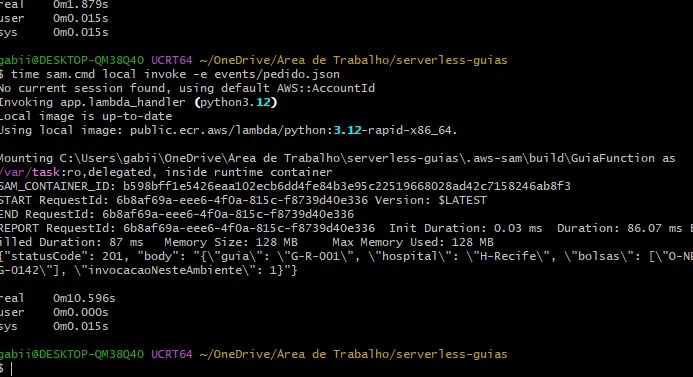 real    0m1.879s
user    0m0.015s
sys     0m0.015s
gabii@DESKTOP-QM38Q4O UCRT64 ~/OneDrive/Área de Trabalho/serverless-guias
$ time sam.cmd local invoke -e events/pedido.json
No current session found, using default AWS::AccountId
Invoking app.lambda_handler (python3.12)
Local image is up-to-date
Using local image: public.ecr.aws/lambda/python:3.12-rapid-x86_64.
Mounting C:\Users\gabii\OneDrive\Área de Trabalho\serverless-guias\.aws-sam\build\GuiaFunction as
/var/task:ro,delegated, inside runtime container
SAM_CONTAINER_ID: b598bff1e5426eaa102ecb6dd4fe84b3e95c22519668028ad42c7158246ab8f3
START RequestId: 6b8af69a-eee6-4f0a-815c-f8739d40e336 Version: $LATEST
END RequestId: 6b8af69a-eee6-4f0a-815c-f8739d40e336
REPORT RequestId: 6b8af69a-eee6-4f0a-815c-f8739d40e336  Init Duration: 0.03 ms  Duration: 86.07 ms B
illed Duration: 87 ms   Memory Size: 128 MB     Max Memory Used: 128 MB
{"statusCode": 201, "body": "{\"guia\": \"G-R-001\", \"hospital\": \"H-Recife\", \"bolsas\": [\"O-NE
G-0142\"], \"invocacaoNesteAmbiente\": 1}"}
real    0m10.596s
user    0m0.000s
sys     0m0.015s
gabii@DESKTOP-QM38Q4O UCRT64 ~/OneDrive/Área de Trabalho/serverless-guias
$